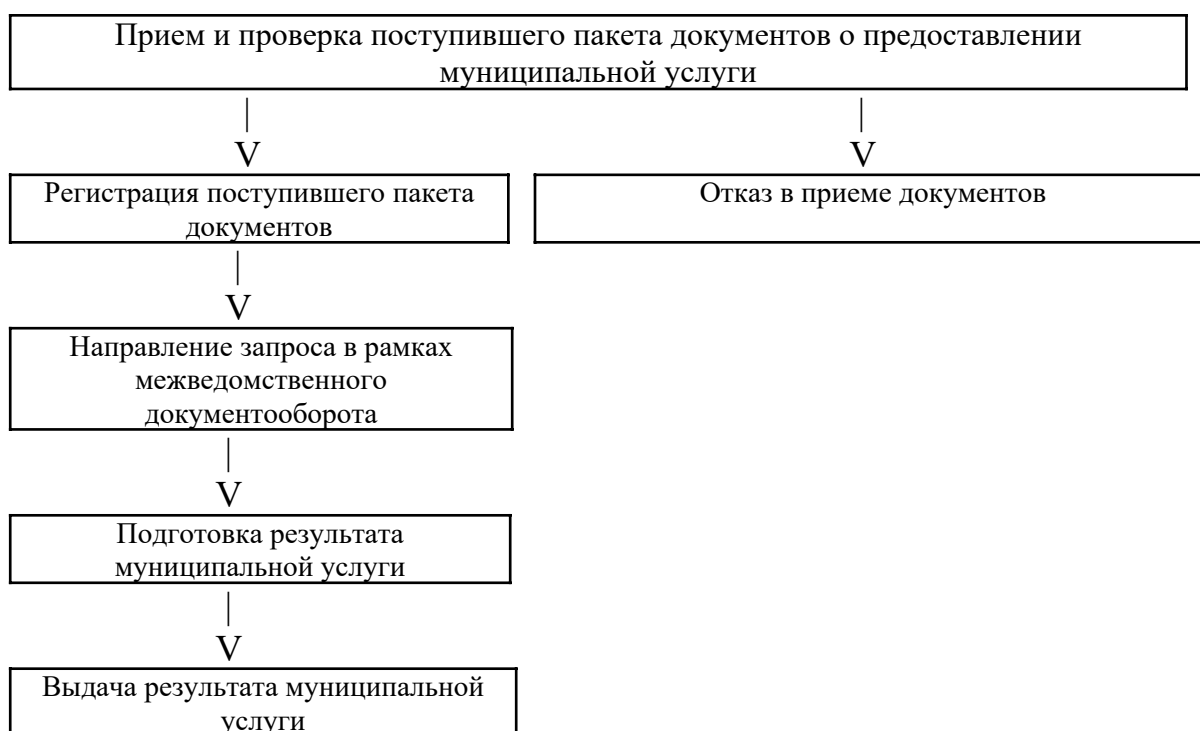 Прием и проверка поступившего пакета документов о предоставлении
муниципальной услуги
|
|
V
V
Регистрация поступившего пакета
документов
Отказ в приеме документов
|
V
Направление запроса в рамках
межведомственного
документооборота
|
V
Подготовка результата
муниципальной услуги
|
V
Выдача результата муниципальной
услуги